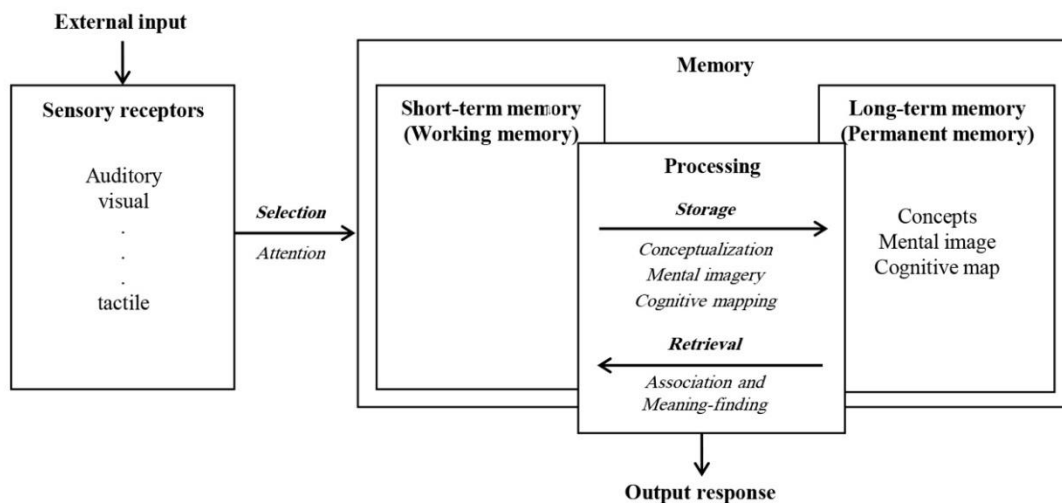 External input
Sensory receptors
Auditory
visual
.
.
.
tactile
Selection
Attention
Memory
Short-term memory
(Working memory)
Processing
Storage
Conceptualization
Mental imagery
Cognitive mapping
Retrieval
Association and
Meaning-finding
Long-term memory
(Permanent memory)
Concepts
Mental image
Cognitive map
Output response